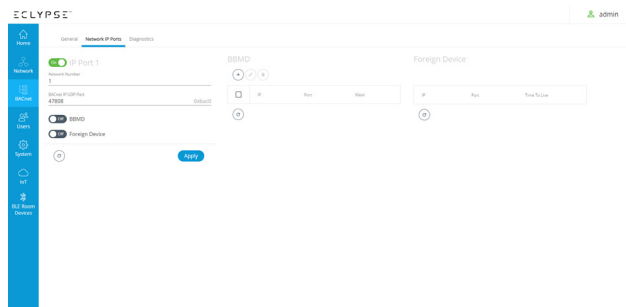 ECLYPSE™
admin
Home
Network
BACnet
Users
System
IoT
BLE Room
Devices
General Network IP Ports Diagnostics
On IP Port 1
Network Number
1
BACnet IP UDP Port
47808 0xbac0
Off BBMD
Off Foreign Device
Apply
BBMD
IP Port Mask
Foreign Device
IP Port Time To Live